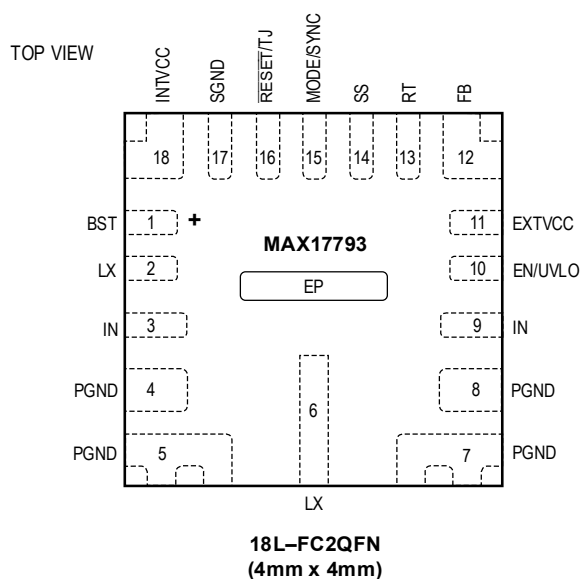 TOP VIEW
INTVCC
SGND
RESET/TJ
MODE/SYNC
SS
RT
FB
18
17
16
15
14
13
12
BST 1 + 11 EXTVCC
MAX17793
LX 2 10 EN/UVLO
EP
IN 3 9 IN
PGND 4 8 PGND
6
PGND 5 7 PGND
LX
18L–FC2QFN
(4mm x 4mm)